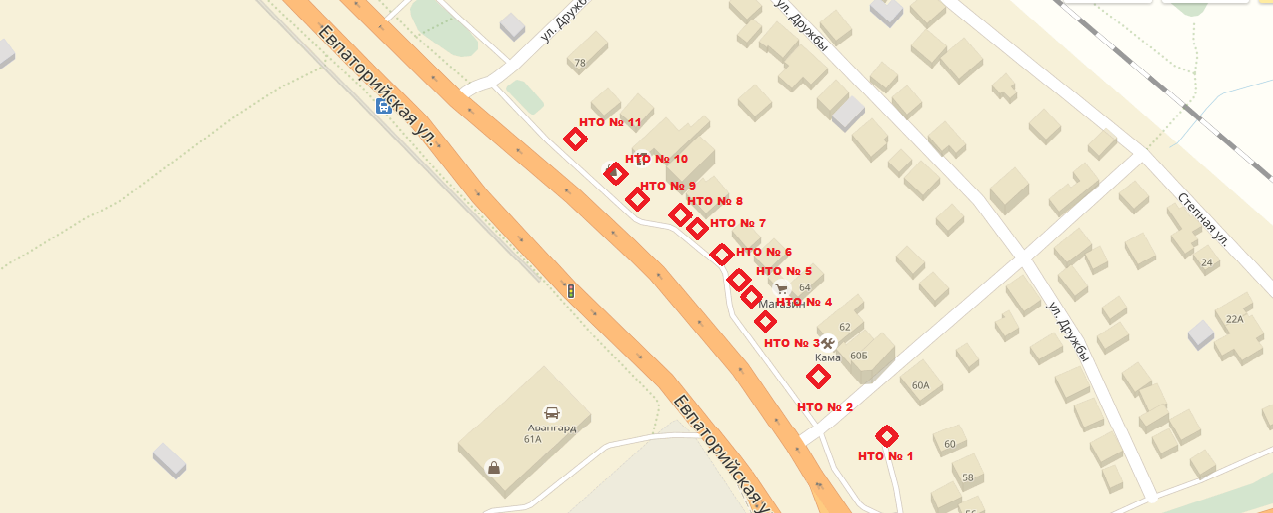 Евпаторийская ул.
ул. Дружбы
ул. Дружбы
78
НТО № 11
НТО № 10
НТО № 9
НТО № 8
НТО № 7
НТО № 6
НТО № 5
64
Магазин
НТО № 4
62
НТО № 3
60Б
Кама
60А
НТО № 2
НТО № 1
60
58
56
Степная ул.
24
22А
ул. Дружбы
Авангард
61А
Евпаторийская у